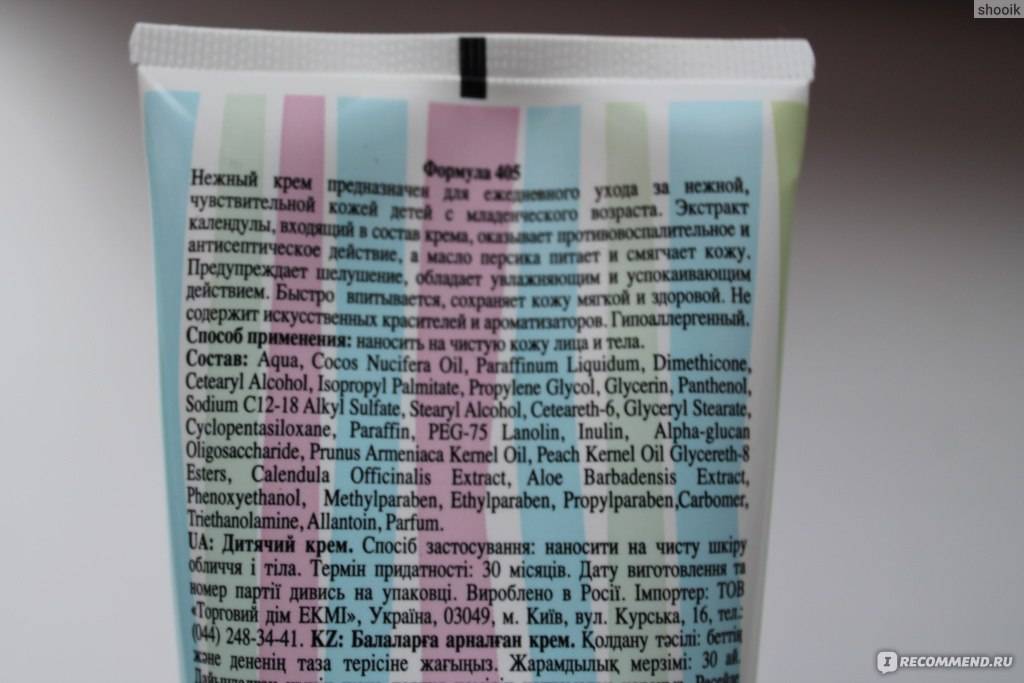 shooik
Формула 405
Нежный крем предназначен для ежедневного ухода за нежной,
чувствительной кожей детей с младенческого возраста. Экстракт
календулы, входящий в состав крема, оказывает противовоспалительное и
антисептическое действие, а масло персика питает и смягчает кожу.
Предупреждает шелушение, обладает увлажняющим и успокаивающим
действием. Быстро впитывается, сохраняет кожу мягкой и здоровой. Не
содержит искусственных красителей и ароматизаторов. Гипоаллергенный.
Способ применения: наносить на чистую кожу лица и тела.
Состав: Aqua, Cocos Nucifera Oil, Paraffinum Liquidum, Dimethicone,
Cetearyl Alcohol, Isopropyl Palmitate, Propylene Glycol, Glycerin, Panthenol,
Sodium C12-18 Alkyl Sulfate, Stearyl Alcohol, Ceteareth-6, Glyceryl Stearate,
Cyclopentasiloxane, Paraffin, PEG-75 Lanolin, Inulin, Alpha-glucan
Oligosaccharide, Prunus Armeniaca Kernel Oil, Peach Kernel Oil Glycereth-8
Esters, Calendula Officinalis Extract, Aloe Barbadensis Extract,
Phenoxyethanol, Methylparaben, Ethylparaben, Propylparaben,Carbomer,
Triethanolamine, Allantoin, Parfum.
UA: Дитячий крем. Спосіб застосування: наносити на чисту шкіру
обличчя і тіла. Термін придатності: 30 місяців. Дату виготовлення та
номер партії дивись на упаковці. Вироблено в Росії. Імпортер: ТОВ
«Торговий дім ЕКМІ», Україна, 03049, м. Київ, вул. Курська, 16, тел.:
(044) 248-34-41. KZ: Балаларға арналған крем. Қолдану тәсілі: беттің
және дененің таза терісіне жағыңыз. Жарамдылық мерзімі: 30 ай.
IRECOMMEND.RU